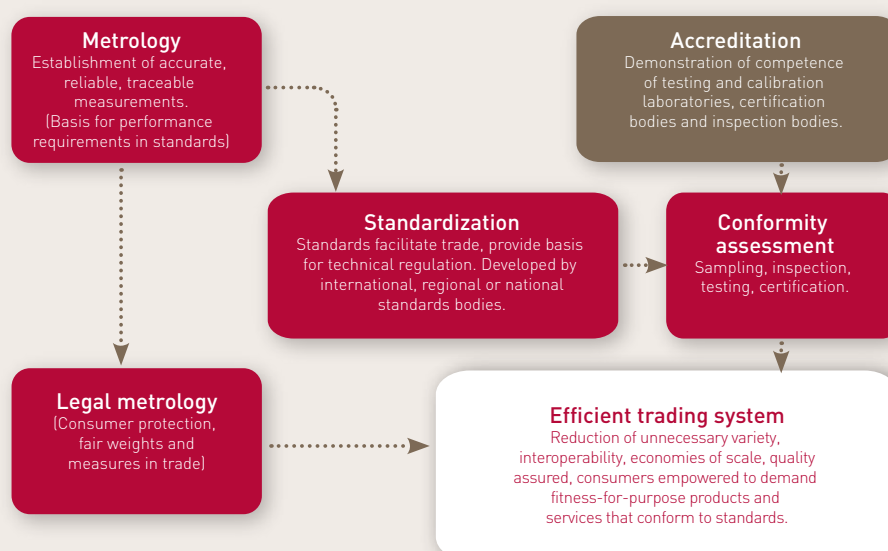 Metrology
Establishment of accurate,
reliable, traceable
measurements.
(Basis for performance
requirements in standards)
Accreditation
Demonstration of competence
of testing and calibration
laboratories, certification
bodies and inspection bodies.
Standardization
Standards facilitate trade, provide basis
for technical regulation. Developed by
international, regional or national
standards bodies.
Conformity
assessment
Sampling, inspection,
testing, certification.
Legal metrology
(Consumer protection,
fair weights and
measures in trade)
Efficient trading system
Reduction of unnecessary variety,
interoperability, economies of scale, quality
assured, consumers empowered to demand
fitness-for-purpose products and
services that conform to standards.